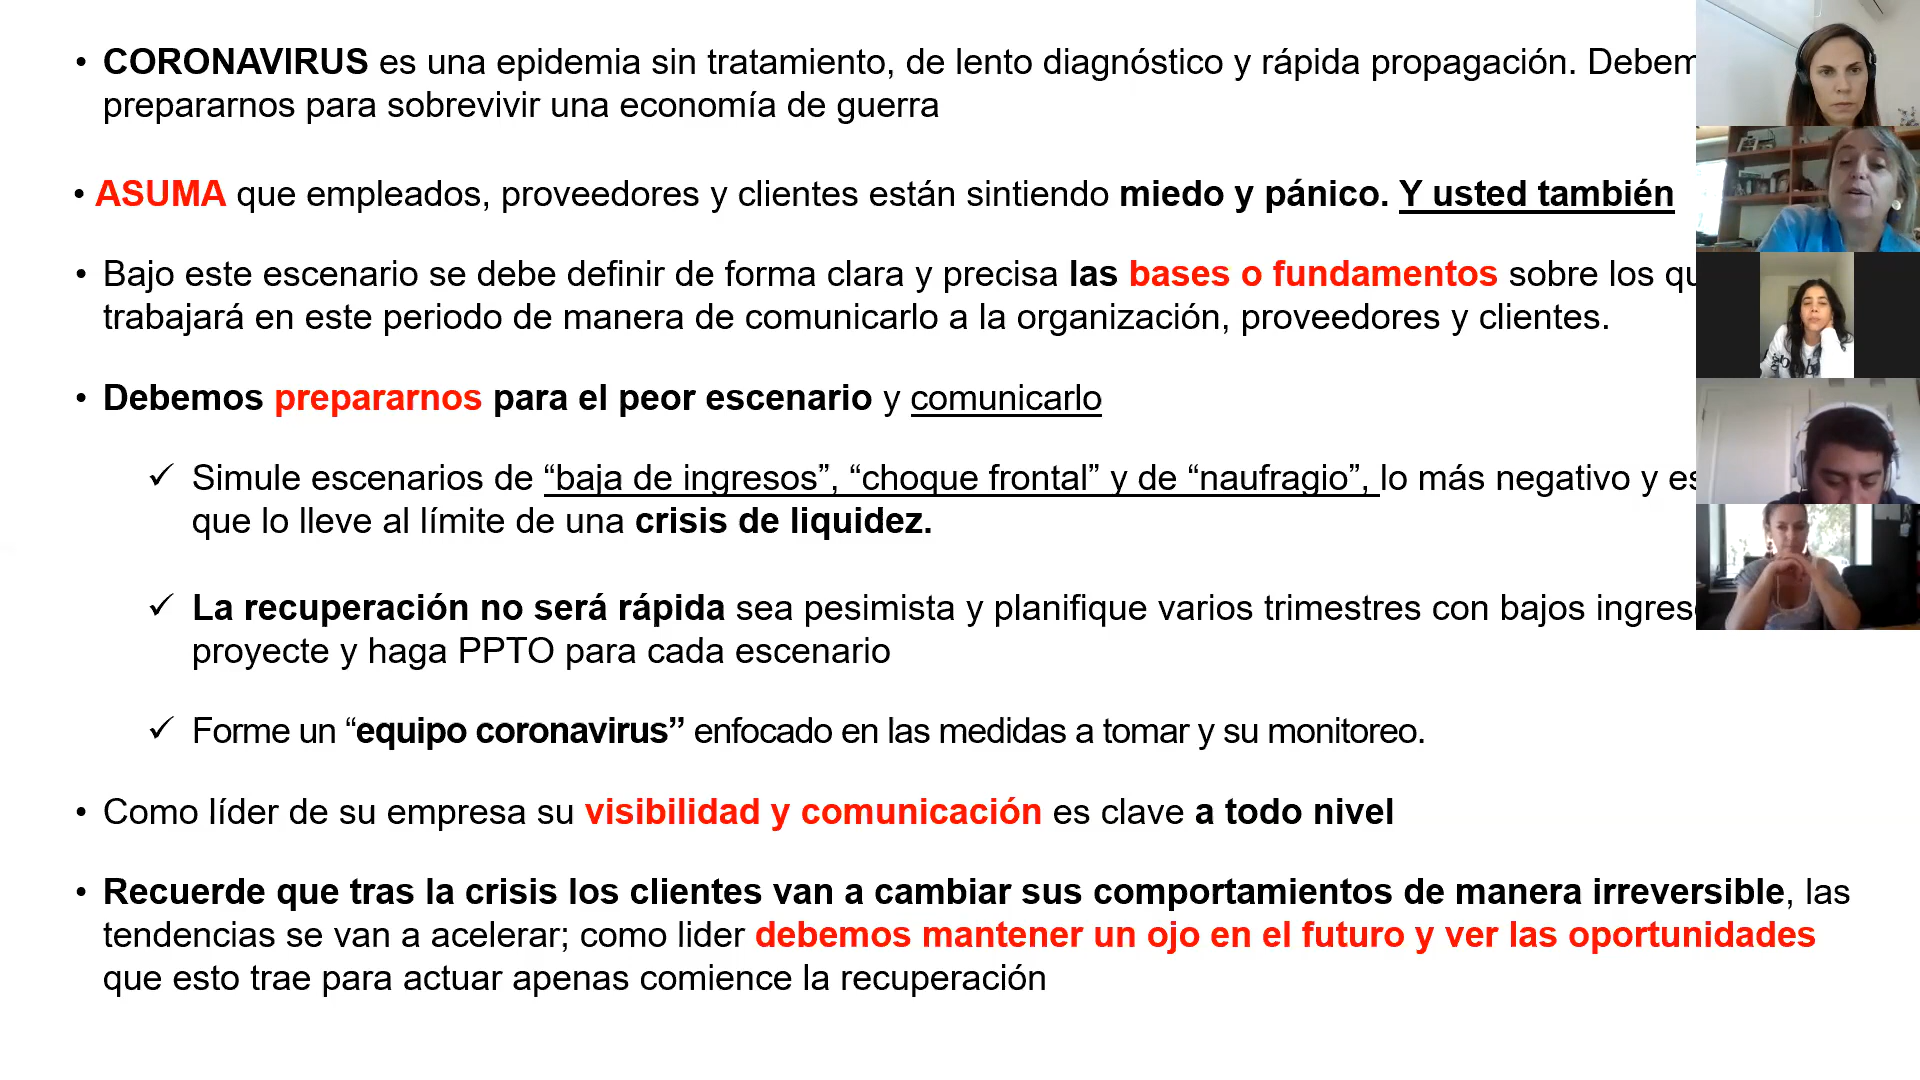 • CORONAVIRUS es una epidemia sin tratamiento, de lento diagnóstico y rápida propagación.
prepararnos para sobrevivir una economía de guerra
• ASUMA que empleados, proveedores y clientes están sintiendo miedo y pánico. Y usted también
• Bajo este escenario se debe definir de forma clara y precisa las bases o fundamentos sobre los
trabajará en este periodo de manera de comunicarlo a la organización, proveedores y clientes.
• Debemos prepararnos para el peor escenario y comunicarlo
✓ Simule escenarios de “baja de ingresos”, “choque frontal” y de “naufragio”, lo más negativo y
que lo lleve al límite de una crisis de liquidez.
✓ La recuperación no será rápida sea pesimista y planifique varios trimestres con bajos
proyecte y haga PPTO para cada escenario
✓ Forme un “equipo coronavirus” enfocado en las medidas a tomar y su monitoreo.
• Como líder de su empresa su visibilidad y comunicación es clave a todo nivel
• Recuerde que tras la crisis los clientes van a cambiar sus comportamientos de manera irreversible, las
tendencias se van a acelerar; como lider debemos mantener un ojo en el futuro y ver las oportunidades
que esto trae para actuar apenas comience la recuperación